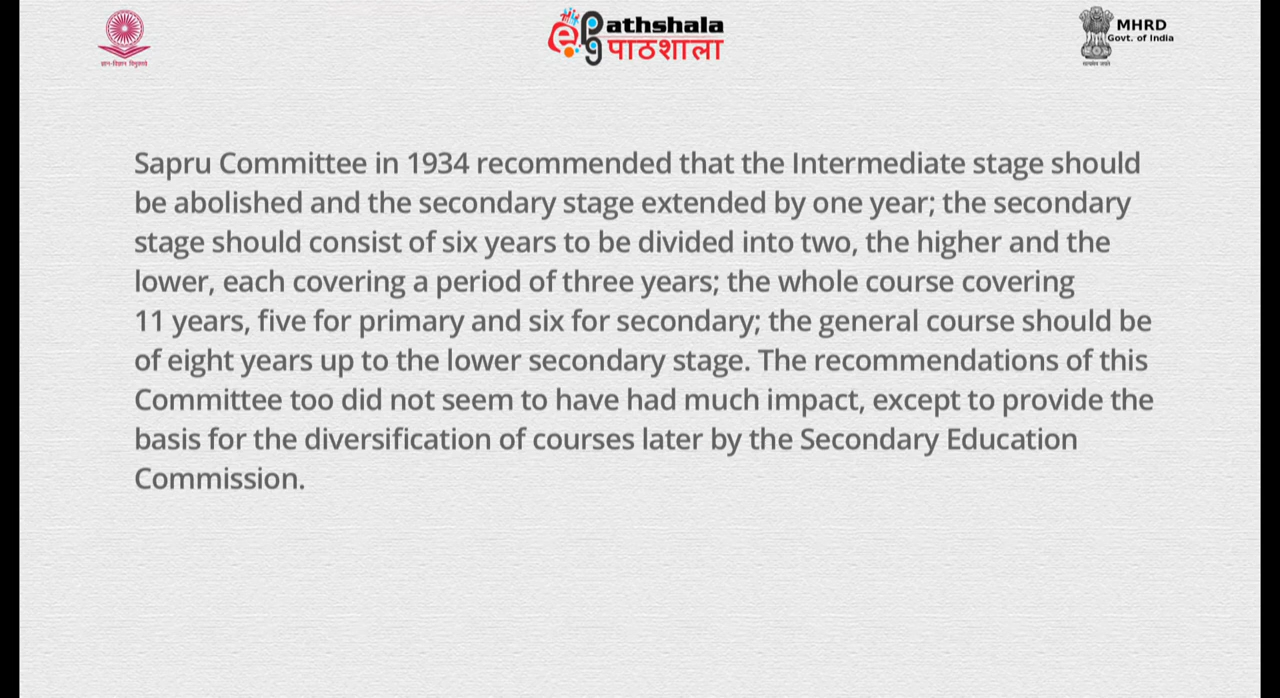 ज्ञान-विज्ञान विमुक्तये
e pg athshala
पाठशाला
MHRD
Govt. of India
सत्यमेव जयते
Sapru Committee in 1934 recommended that the Intermediate stage should
be abolished and the secondary stage extended by one year; the secondary
stage should consist of six years to be divided into two, the higher and the
lower, each covering a period of three years; the whole course covering
11 years, five for primary and six for secondary; the general course should be
of eight years up to the lower secondary stage. The recommendations of this
Committee too did not seem to have had much impact, except to provide the
basis for the diversification of courses later by the Secondary Education
Commission.